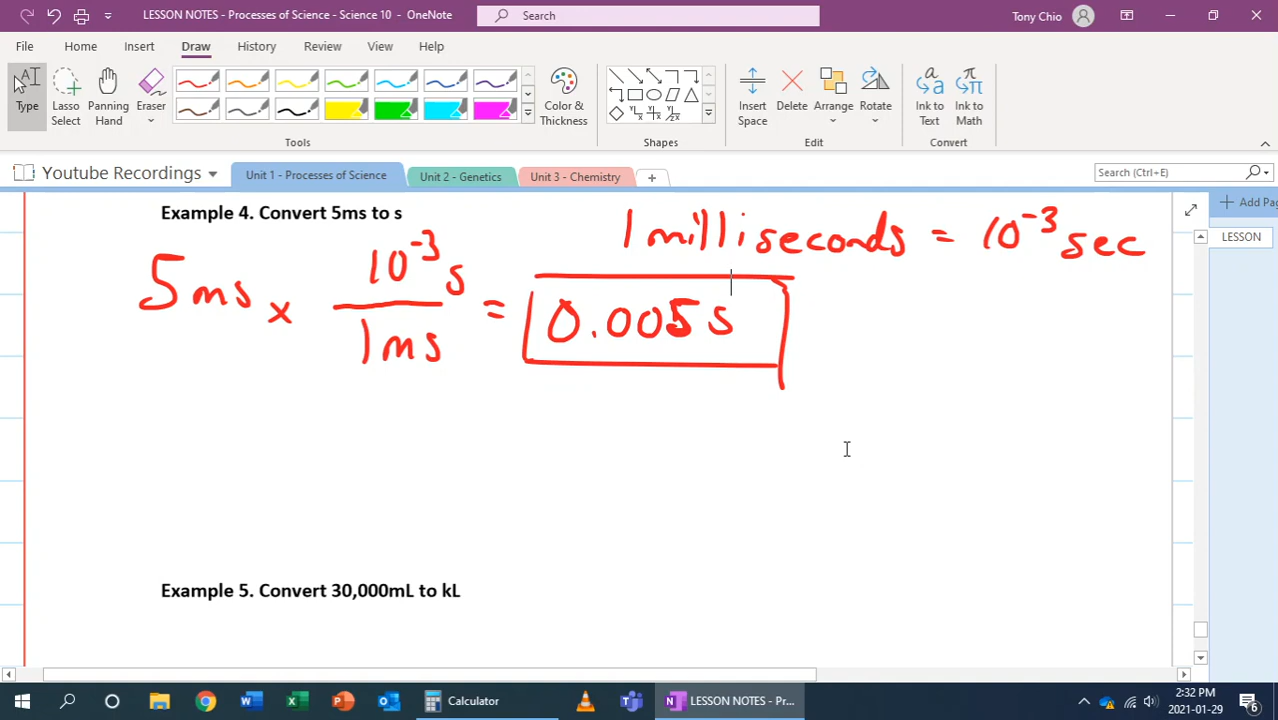 LESSON NOTES - Processes of Science - Science 10 - OneNote
Search
Tony Chio
File Home Insert Draw History Review View Help
Type
Lasso Select
Panning Hand
Eraser
Color & Thickness
Insert Space
Delete
Arrange
Rotate
Ink to Text
Ink to Math
Tools
Shapes
Edit
Convert
Youtube Recordings
Unit 1 - Processes of Science
Unit 2 - Genetics
Unit 3 - Chemistry
Search (Ctrl+E)
Add Pag
LESSON
Example 4. Convert 5ms to s
1 milliseconds = 10⁻³ sec
5ms x 10⁻³ s / 1ms = 0.005 s
Example 5. Convert 30,000mL to kL
Calculator
LESSON NOTES - Pr...
2:32 PM
2021-01-29
6